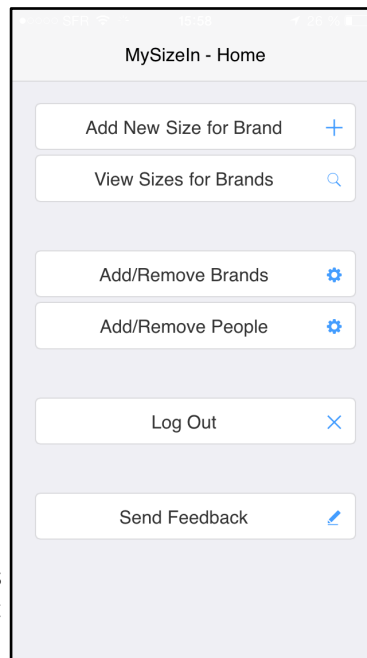 SFR 15:58 26 %
MySizeIn - Home
Add New Size for Brand
View Sizes for Brands
Add/Remove Brands
Add/Remove People
Log Out
Send Feedback